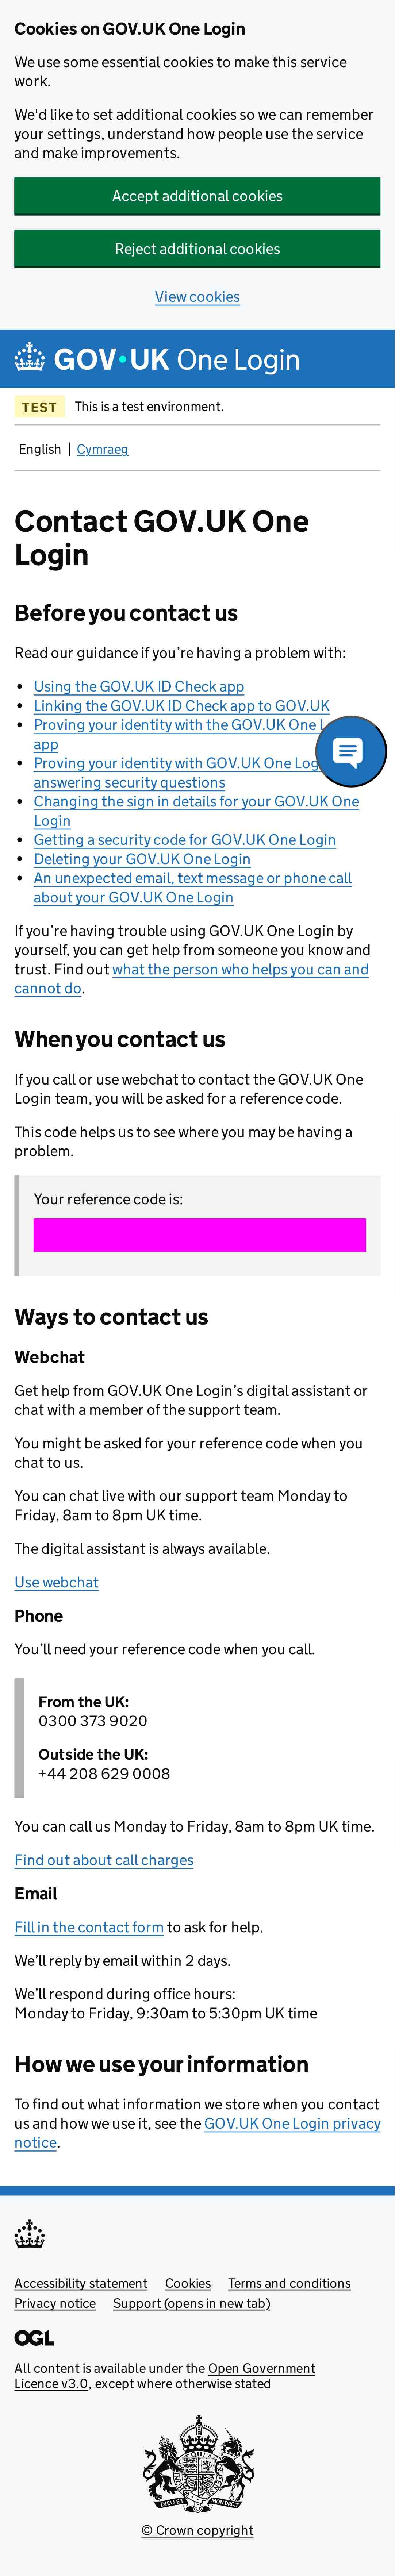 Cookies on GOV.UK One Login
We use some essential cookies to make this service
work.
We'd like to set additional cookies so we can remember
your settings, understand how people use the service
and make improvements.
Accept additional cookies
Reject additional cookies
View cookies
GOV·UK One Login
TEST This is a test environment.
English | Cymraeg
Contact GOV.UK One
Login
Before you contact us
Read our guidance if you’re having a problem with:
• Using the GOV.UK ID Check app
• Linking the GOV.UK ID Check app to GOV.UK
• Proving your identity with the GOV.UK One
app
• Proving your identity with GOV.UK One
answering security questions
• Changing the sign in details for your GOV.UK One
Login
• Getting a security code for GOV.UK One Login
• Deleting your GOV.UK One Login
• An unexpected email, text message or phone call
about your GOV.UK One Login
If you’re having trouble using GOV.UK One Login by
yourself, you can get help from someone you know and
trust. Find out what the person who helps you can and
cannot do.
When you contact us
If you call or use webchat to contact the GOV.UK One
Login team, you will be asked for a reference code.
This code helps us to see where you may be having a
problem.
Your reference code is:
Ways to contact us
Webchat
Get help from GOV.UK One Login’s digital assistant or
chat with a member of the support team.
You might be asked for your reference code when you
chat to us.
You can chat live with our support team Monday to
Friday, 8am to 8pm UK time.
The digital assistant is always available.
Use webchat
Phone
You’ll need your reference code when you call.
From the UK:
0300 373 9020
Outside the UK:
+44 208 629 0008
You can call us Monday to Friday, 8am to 8pm UK time.
Find out about call charges
Email
Fill in the contact form to ask for help.
We’ll reply by email within 2 days.
We’ll respond during office hours:
Monday to Friday, 9:30am to 5:30pm UK time
How we use your information
To find out what information we store when you contact
us and how we use it, see the GOV.UK One Login privacy
notice.
Accessibility statement Cookies Terms and conditions
Privacy notice Support (opens in new tab)
OGL
All content is available under the Open Government
Licence v3.0, except where otherwise stated
DIEU ET MON DROIT
© Crown copyright